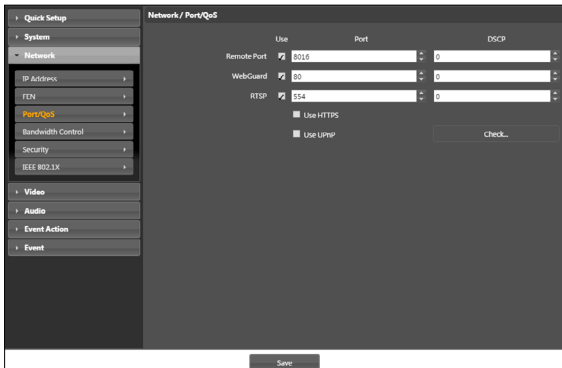 Quick Setup
System
Network
IP Address
FEN
Port/QoS
Bandwidth Control
Security
IEEE 802.1X
Video
Audio
Event Action
Event
Network / Port/QoS
Use Port DSCP
Remote Port 8016 0
WebGuard 80 0
RTSP 554 0
Use HTTPS
Use UPnP Check...
Save